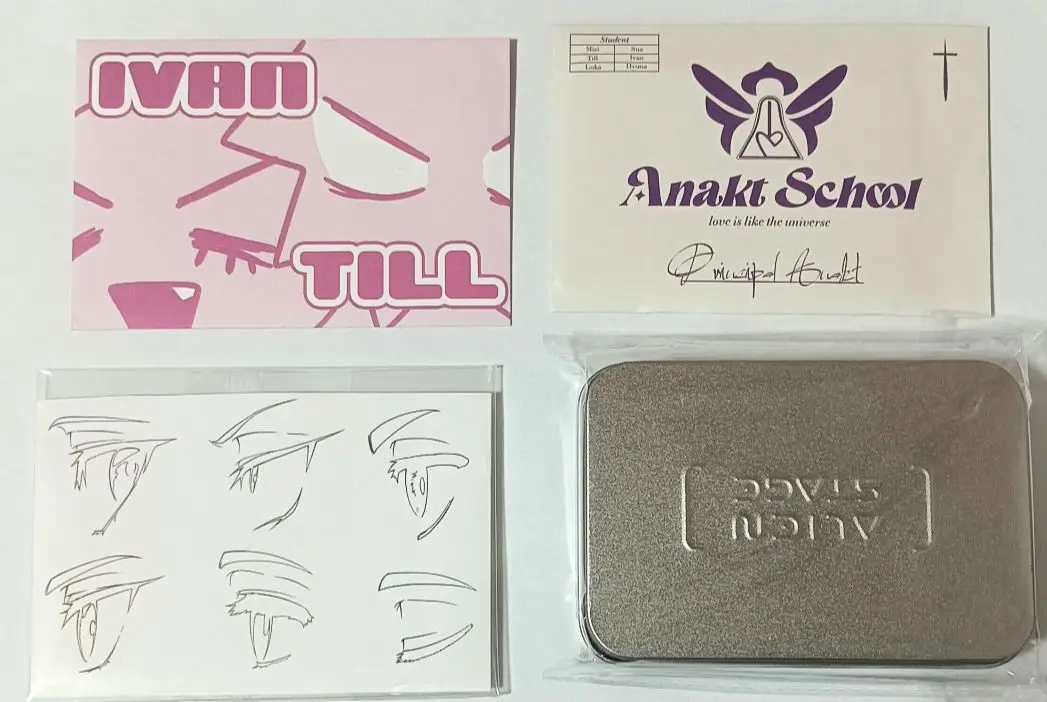 IVAN
TILL
Student
Mizi Sua
Till Ivan
Luka Hyuna
Anakt School
love is like the universe
Principal Anakt
ALIEN
STAGE